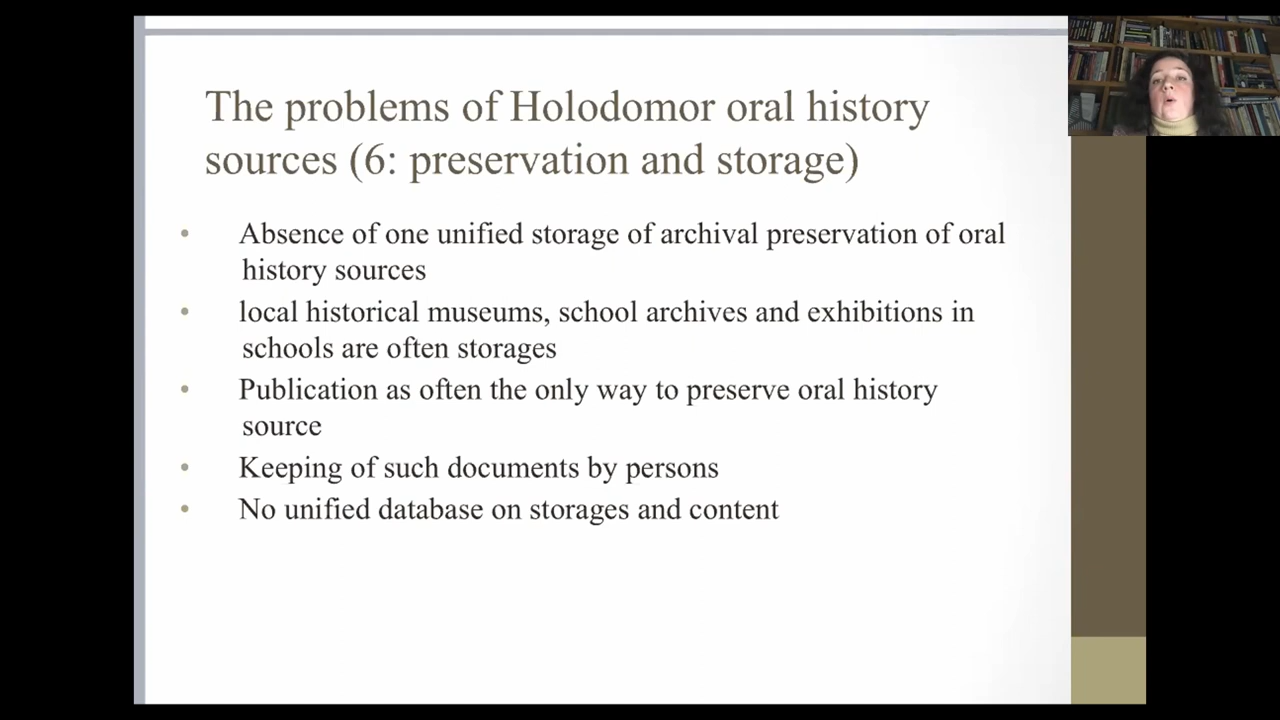 The problems of Holodomor oral history
sources (6: preservation and storage)
• Absence of one unified storage of archival preservation of oral
history sources
• local historical museums, school archives and exhibitions in
schools are often storages
• Publication as often the only way to preserve oral history
source
• Keeping of such documents by persons
• No unified database on storages and content